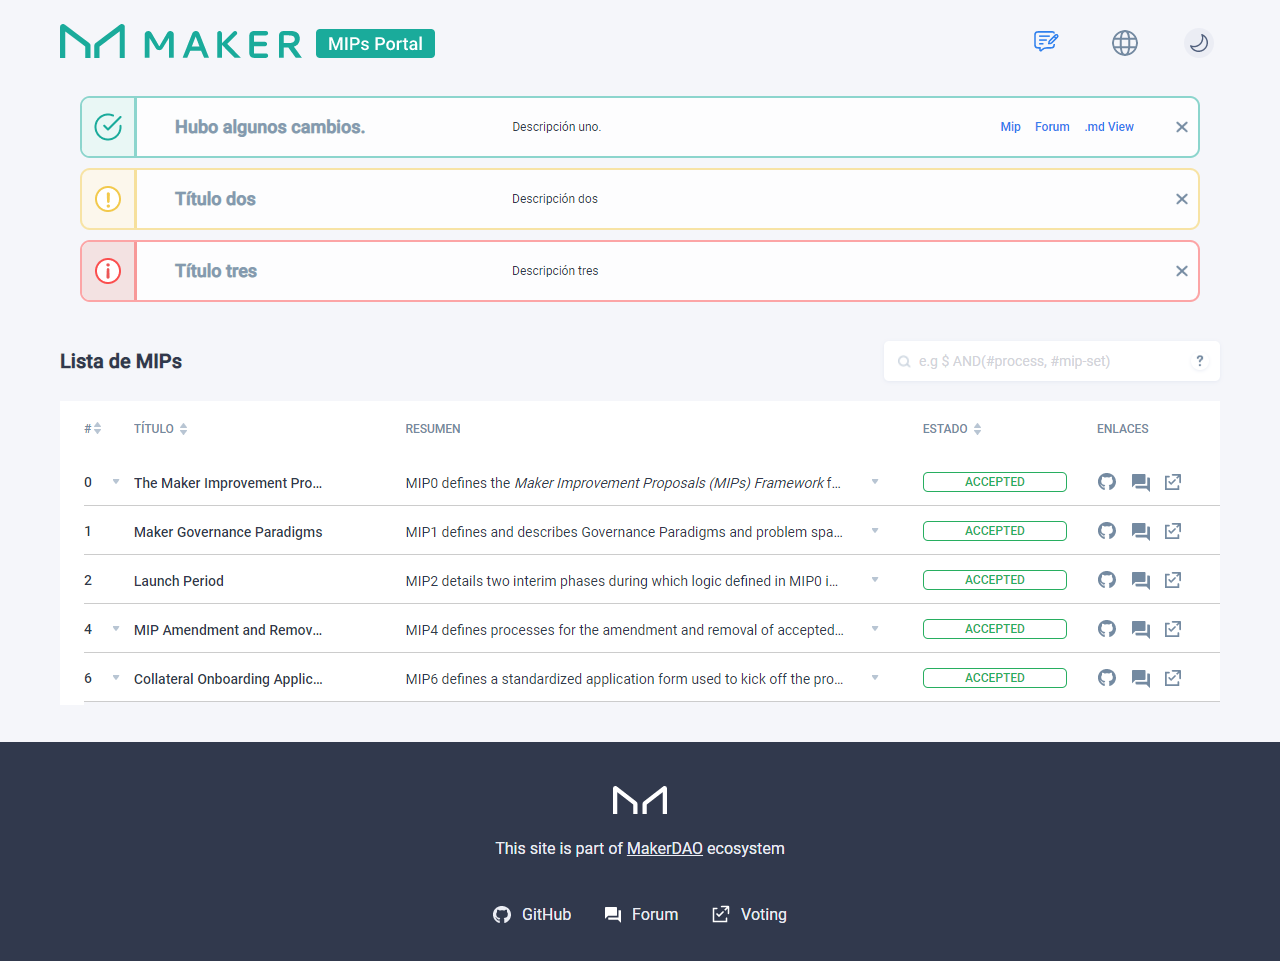 MAKER MIPs Portal
Hubo algunos cambios. Descripción uno. Mip Forum .md View
Título dos Descripción dos
Título tres Descripción tres
Lista de MIPs e.g $ AND(#process, #mip-set) ?
# TÍTULO RESUMEN ESTADO ENLACES
0 The Maker Improvement Pro... MIP0 defines the Maker Improvement Proposals (MIPs) Framework f... ACCEPTED
1 Maker Governance Paradigms MIP1 defines and describes Governance Paradigms and problem spa... ACCEPTED
2 Launch Period MIP2 details two interim phases during which logic defined in MIP0 i... ACCEPTED
4 MIP Amendment and Remov... MIP4 defines processes for the amendment and removal of accepted... ACCEPTED
6 Collateral Onboarding Applic... MIP6 defines a standardized application form used to kick off the pro... ACCEPTED
This site is part of MakerDAO ecosystem
GitHub Forum Voting